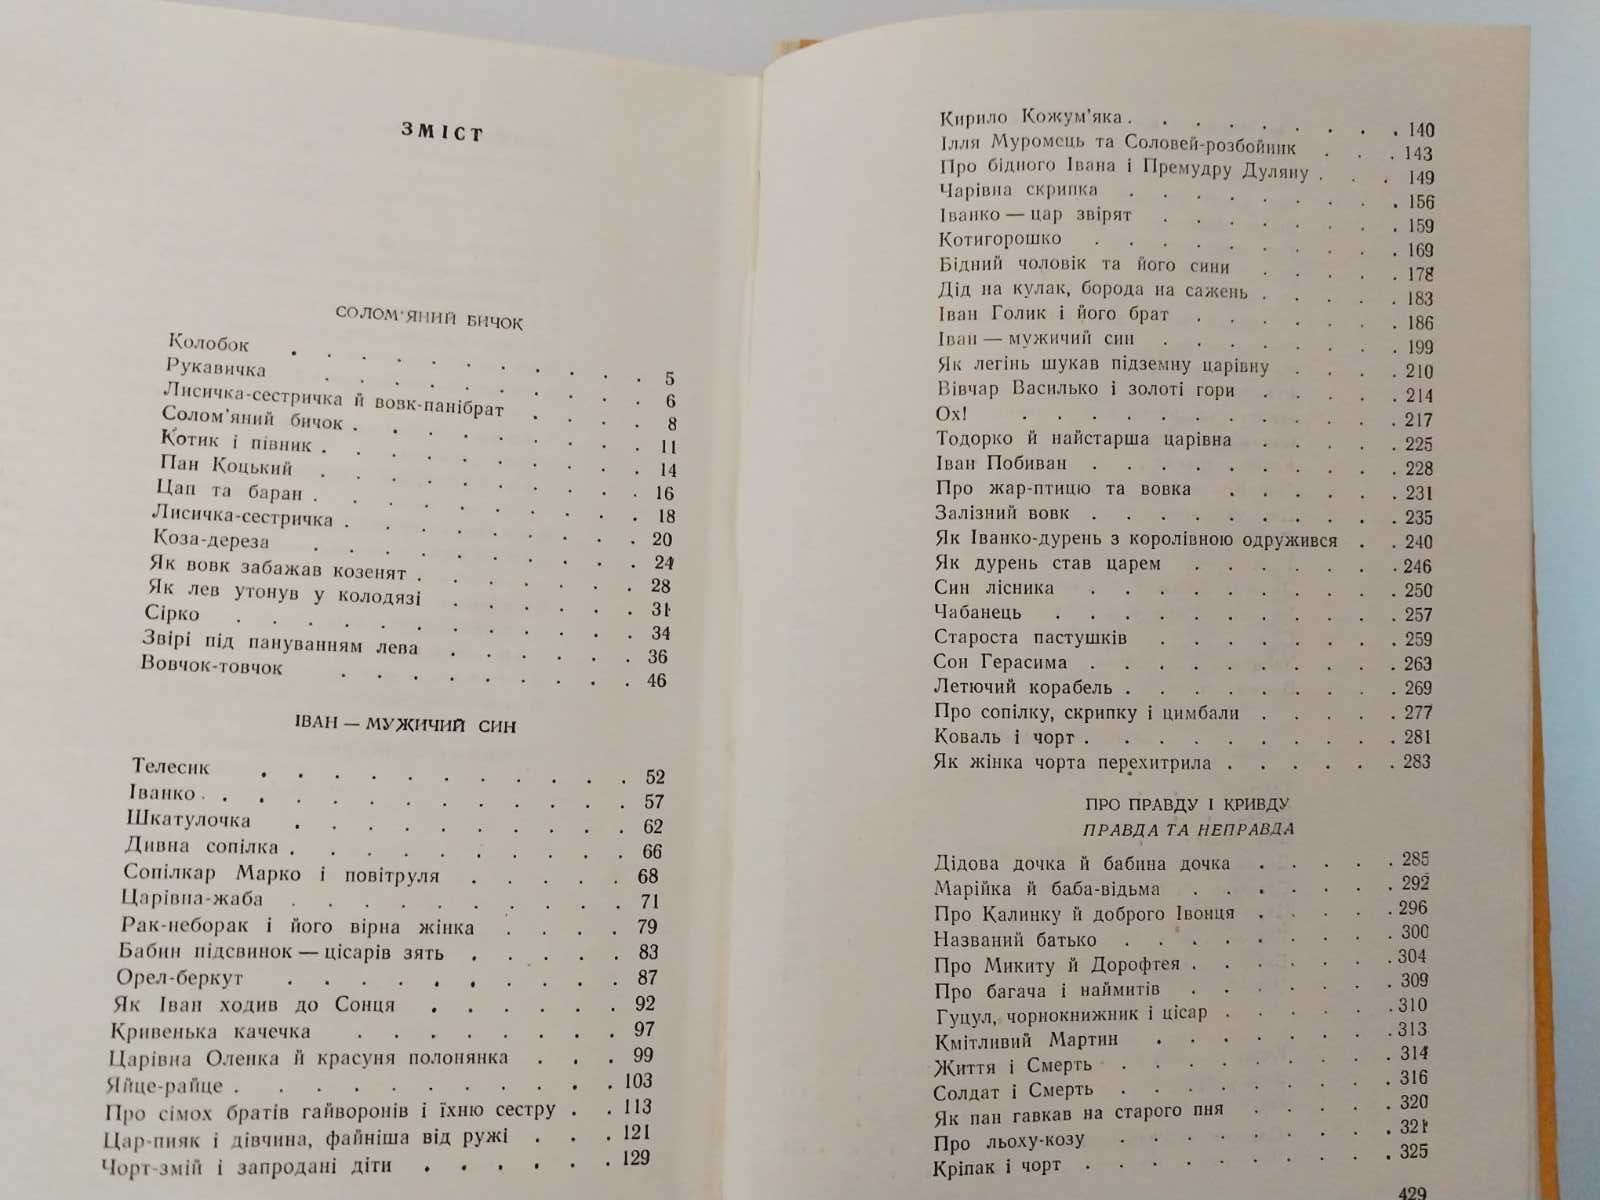 ЗМІСТ
СОЛОМ'ЯНИЙ БИЧОК
Колобок . . . . . . . . . . . 5
Рукавичка . . . . . . . . . . 6
Лисичка-сестричка й вовк-панібрат . . . . 8
Солом'яний бичок . . . . . . . . . 11
Котик і півник . . . . . . . . . . 14
Пан Коцький . . . . . . . . . . 16
Цап та баран . . . . . . . . . . 18
Лисичка-сестричка . . . . . . . . . 20
Коза-дереза . . . . . . . . . . 24
Як вовк забажав козенят . . . . . . . 28
Як лев утонув у колодязі . . . . . . 31
Сірко . . . . . . . . . . . . 34
Звірі під пануванням лева . . . . . . 36
Вовчок-товчок . . . . . . . . . 46
ІВАН — МУЖИЧИЙ СИН
Телесик . . . . . . . . . . . 52
Іванко . . . . . . . . . . . . 57
Шкатулочка . . . . . . . . . . 62
Дивна сопілка . . . . . . . . . . 66
Сопілкар Марко і повітруля . . . . . 68
Царівна-жаба . . . . . . . . . . 71
Рак-неборак і його вірна жінка . . . . 79
Бабин підсвинок — цісарів зять . . . . . 83
Орел-беркут . . . . . . . . . . 87
Як Іван ходив до Сонця . . . . . . 92
Кривенька качечка . . . . . . . . 97
Царівна Оленка й красуня полонянка . . . 99
Яйце-райце . . . . . . . . . . . 103
Про сімох братів гайворонів і їхню сестру . . 113
Цар-пияк і дівчина, файніша від ружі . . . 121
Чорт-змій і запродані діти . . . . . . 129
Кирило Кожум'яка . . . . . . . . . 140
Ілля Муромець та Соловей-розбойник . . . 143
Про бідного Івана і Премудру Дуляну . . . 149
Чарівна скрипка . . . . . . . . . 156
Іванко — цар звірят . . . . . . . . 159
Котигорошко . . . . . . . . . . 169
Бідний чоловік та його сини . . . . . 178
Дід на кулак, борода на сажень . . . . . 183
Іван Голик і його брат . . . . . . . 186
Іван — мужичий син . . . . . . . . 199
Як легінь шукав підземну царівну . . . . 210
Вівчар Василько і золоті гори . . . . . 214
Ох! . . . . . . . . . . . . 217
Тодорко й найстарша царівна . . . . . 225
Іван Побиван . . . . . . . . . . 228
Про жар-птицю та вовка . . . . . . 231
Залізний вовк . . . . . . . . . . 235
Як Іванко-дурень з королівною одружився . . 240
Як дурень став царем . . . . . . . 246
Син лісника . . . . . . . . . . 250
Чабанець . . . . . . . . . . . 257
Староста пастушків . . . . . . . . 259
Сон Герасима . . . . . . . . . . 263
Летючий корабель . . . . . . . . . 269
Про сопілку, скрипку і цимбали . . . . . 277
Коваль і чорт . . . . . . . . . . 281
Як жінка чорта перехитрила . . . . . . 283
ПРО ПРАВДУ І КРИВДУ
ПРАВДА ТА НЕПРАВДА
Дідова дочка й бабина дочка . . . . . 285
Марійка й баба-відьма . . . . . . . 292
Про Калинку й доброго Івонця . . . . . 296
Названий батько . . . . . . . . . 300
Про Микиту й Дорофтея . . . . . . . 304
Про багача і наймитів . . . . . . . 309
Гуцул, чорнокнижник і цісар . . . . . . 310
Кмітливий Мартин . . . . . . . . 313
Життя і Смерть . . . . . . . . . 314
Солдат і Смерть . . . . . . . . . 316
Як пан гавкав на старого пня . . . . . 320
Про льоху-козу . . . . . . . . . 321
Кріпак і чорт . . . . . . . . . . 325
429